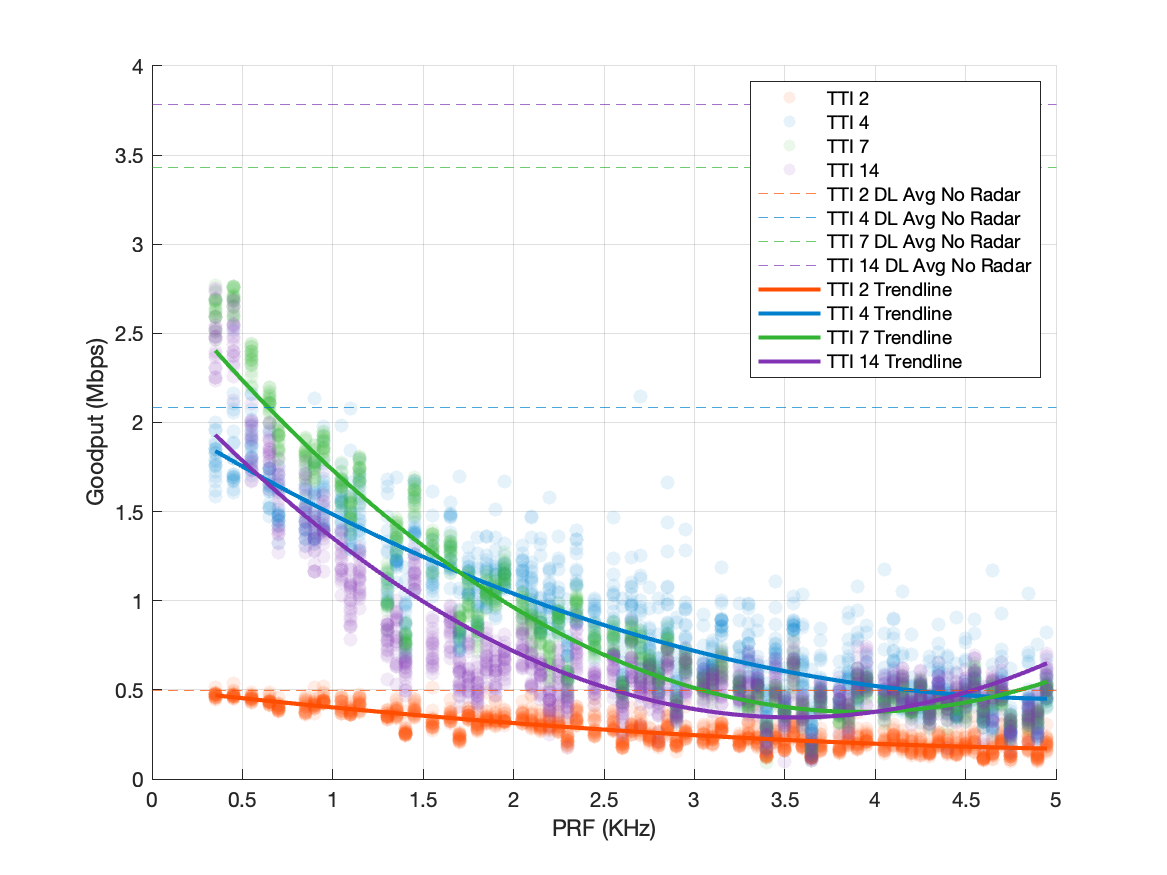 4
3.5
3
2.5
2
1.5
1
0.5
0
Goodput (Mbps)
TTI 2
TTI 4
TTI 7
TTI 14
TTI 2 DL Avg No Radar
TTI 4 DL Avg No Radar
TTI 7 DL Avg No Radar
TTI 14 DL Avg No Radar
TTI 2 Trendline
TTI 4 Trendline
TTI 7 Trendline
TTI 14 Trendline
0 0.5 1 1.5 2 2.5 3 3.5 4 4.5 5
PRF (KHz)